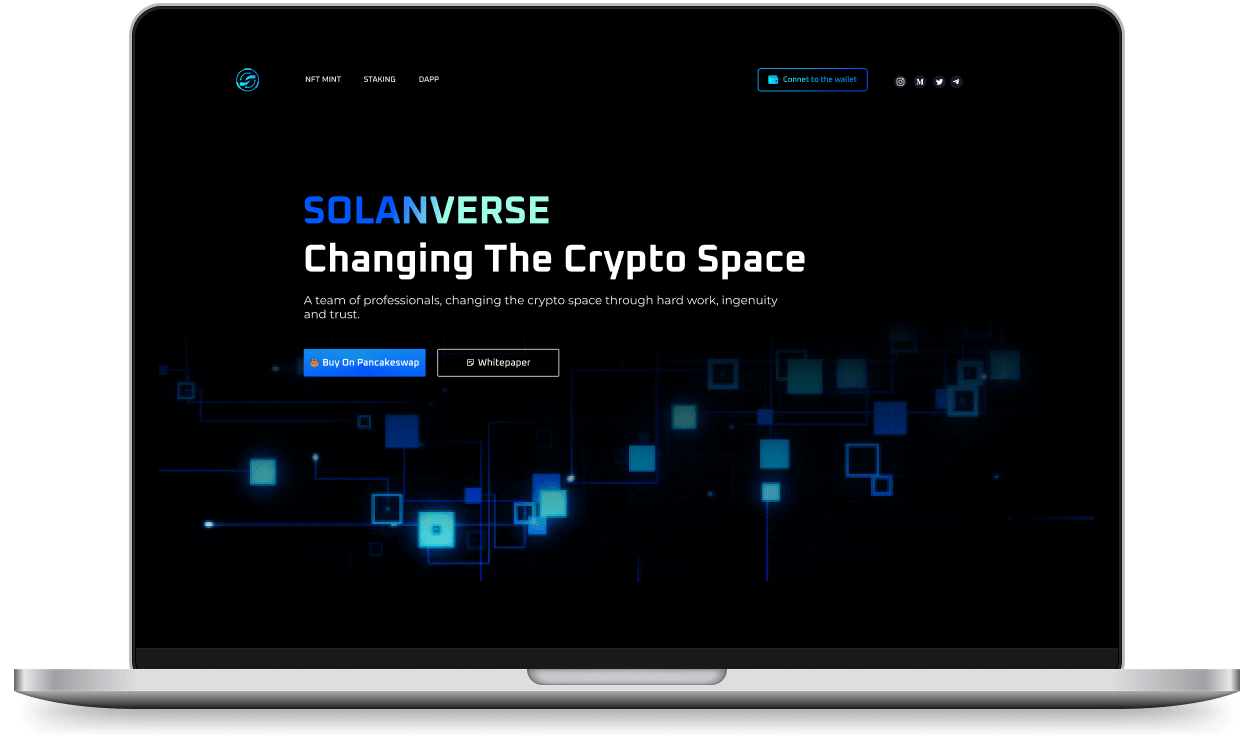 NFT MINT STAKING DAPP Connet to the wallet
SOLANVERSE
Changing The Crypto Space
A team of professionals, changing the crypto space through hard work, ingenuity
and trust.
Buy On Pancakeswap Whitepaper